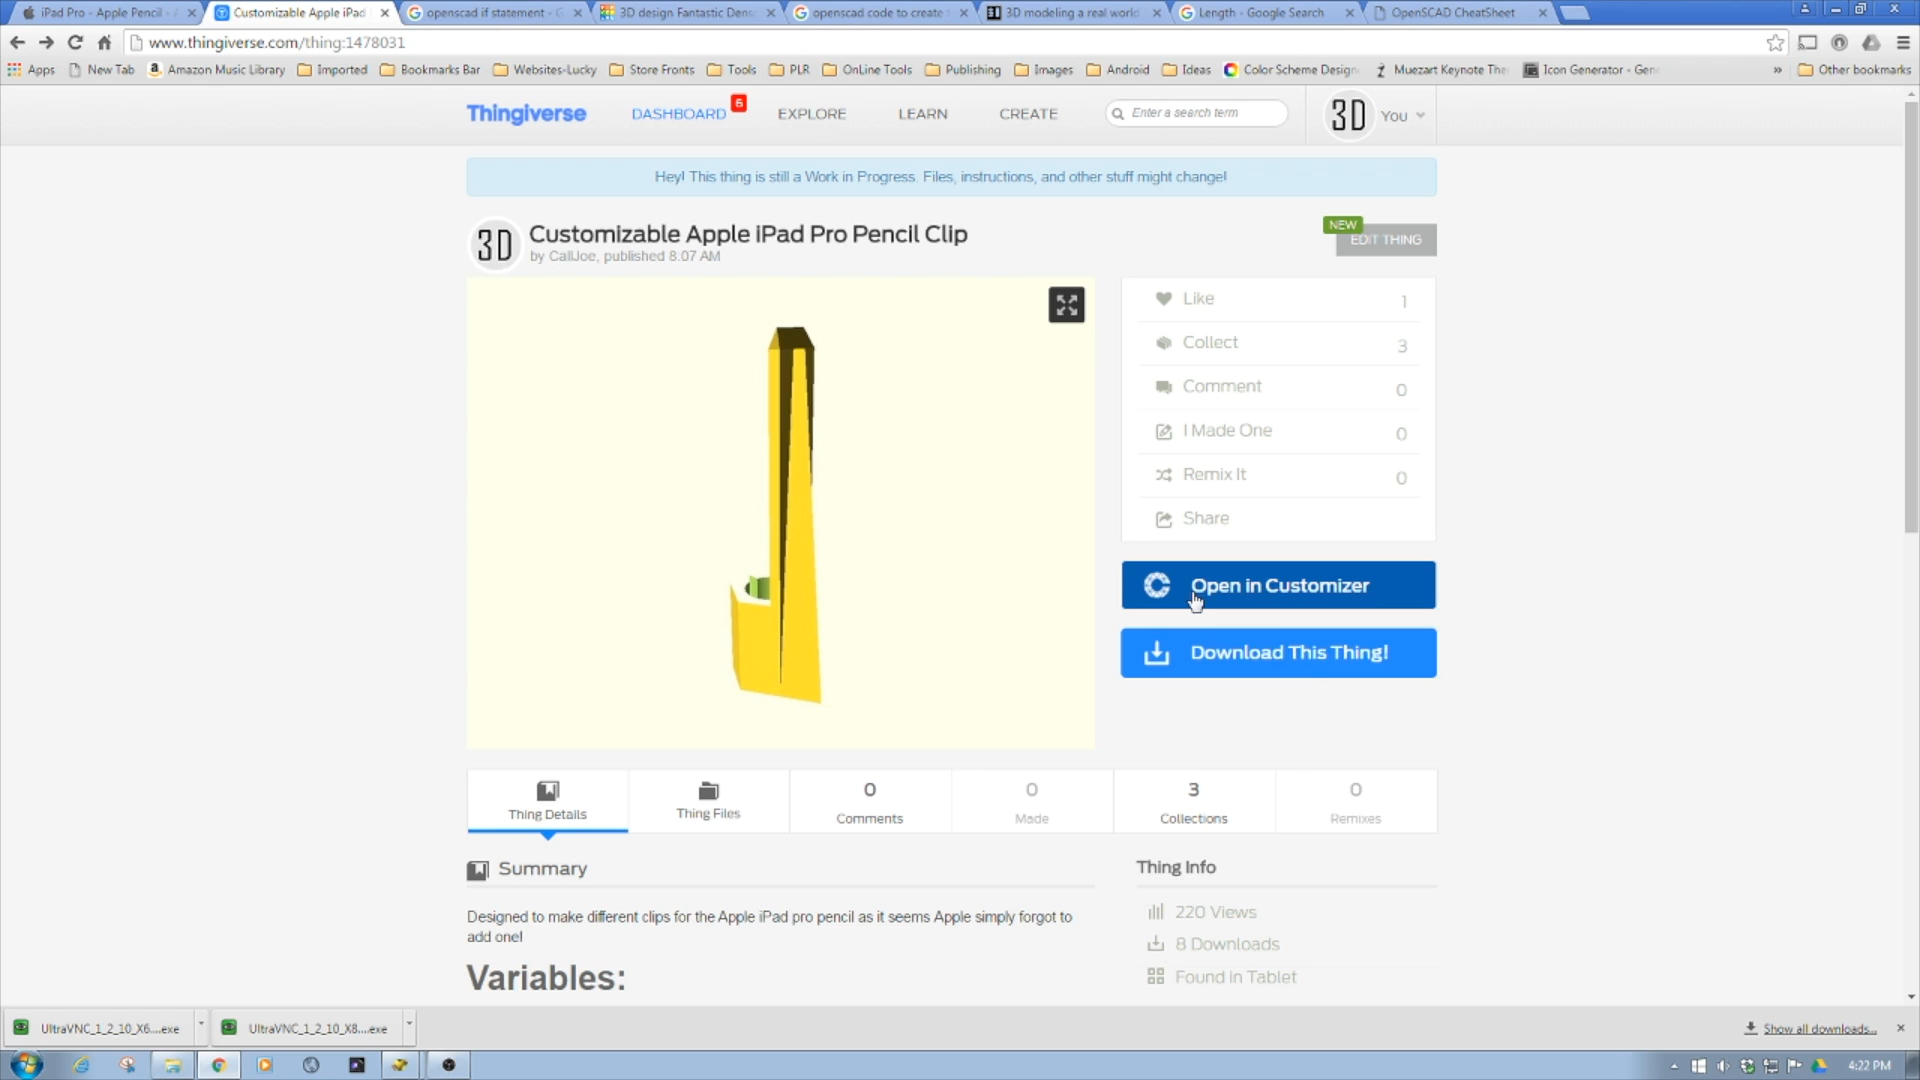 iPad Pro - Apple Pencil - A
Customizable Apple iPad
openscad if statement - G
3D design Fantastic Dens
openscad code to create
3D modeling a real world
Length - Google Search
OpenSCAD CheatSheet
www.thingiverse.com/thing:1478031
Apps
New Tab
Amazon Music Library
Imported
Bookmarks Bar
Websites-Lucky
Store Fronts
Tools
PLR
OnLine Tools
Publishing
Images
Android
Ideas
Color Scheme Design
Muezart Keynote The
Icon Generator - Gen
»
Other bookmarks
Thingiverse
DASHBOARD
6
EXPLORE
LEARN
CREATE
Enter a search term
3D
You
Hey! This thing is still a Work in Progress. Files, instructions, and other stuff might change!
3D
Customizable Apple iPad Pro Pencil Clip
by CallJoe, published 8:07 AM
NEW
EDIT THING
Like 1
Collect 3
Comment 0
I Made One 0
Remix It 0
Share
Open in Customizer
Download This Thing!
Thing Details
Thing Files
0
Comments
0
Made
3
Collections
0
Remixes
Summary
Designed to make different clips for the Apple iPad pro pencil as it seems Apple simply forgot to
add one!
Variables:
Thing Info
220 Views
8 Downloads
Found in Tablet
UltraVNC_1_2_10_X6....exe
UltraVNC_1_2_10_X8....exe
Show all downloads...
4:22 PM